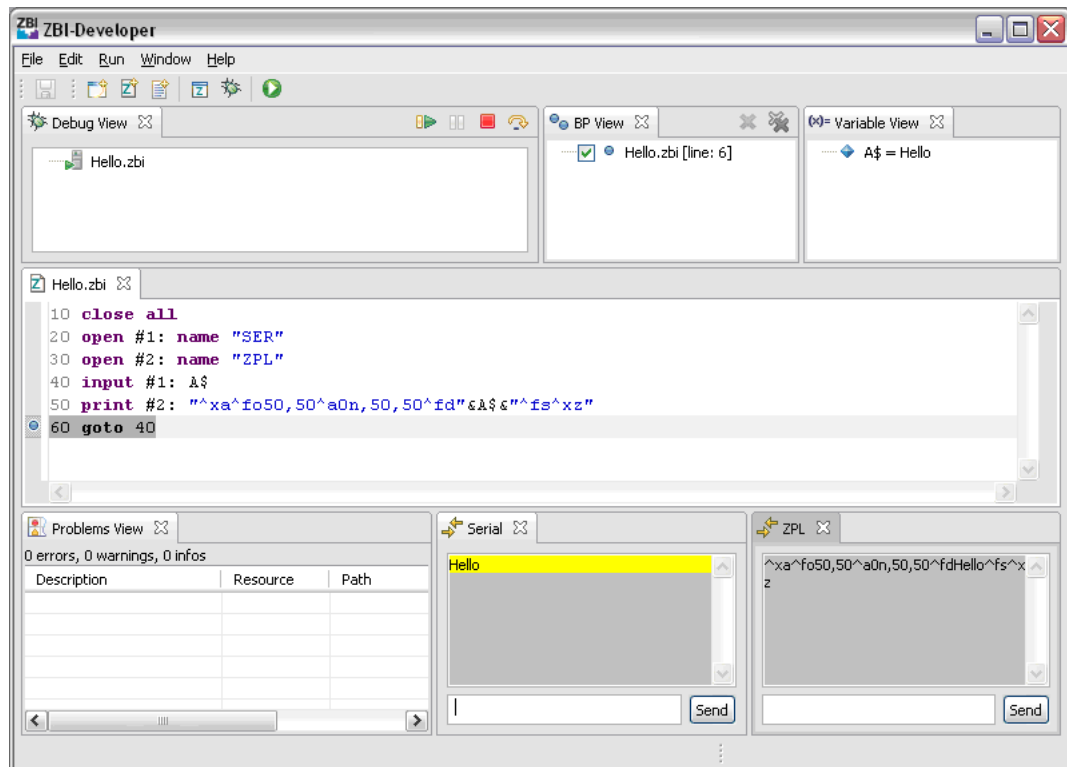 ZBI ZBI-Developer
File Edit Run Window Help
Debug View
Hello.zbi
BP View
Hello.zbi [line: 6]
(x)= Variable View
A$ = Hello
Hello.zbi
10 close all
20 open #1: name "SER"
30 open #2: name "ZPL"
40 input #1: A$
50 print #2: "^xa^fo50,50^a0n,50,50^fd"&A$&"^fs^xz"
60 goto 40
Problems View
0 errors, 0 warnings, 0 infos
Description Resource Path
Serial
Hello
Send
ZPL
^xa^fo50,50^a0n,50,50^fdHello^fs^x
z
Send